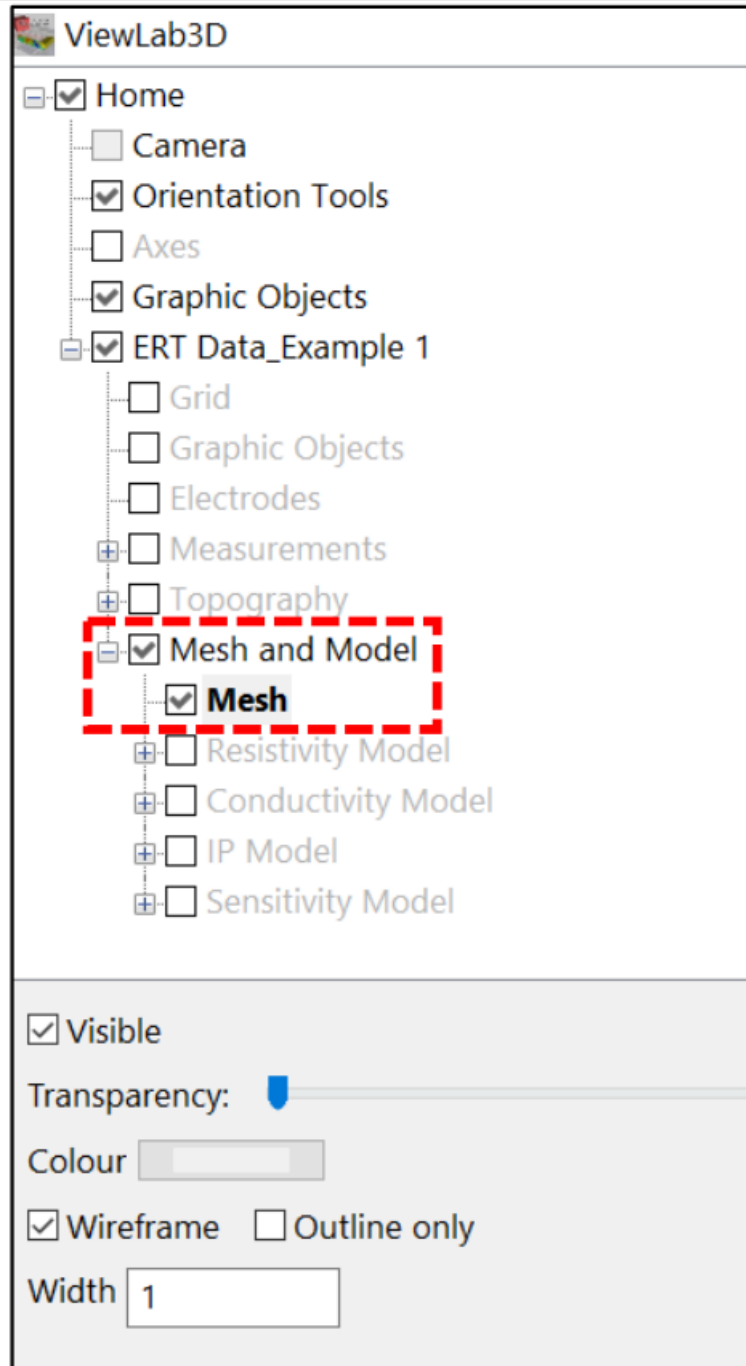 ViewLab3D
Home
Camera
Orientation Tools
Axes
Graphic Objects
ERT Data_Example 1
Grid
Graphic Objects
Electrodes
Measurements
Topography
Mesh and Model
Mesh
Resistivity Model
Conductivity Model
IP Model
Sensitivity Model
Visible
Transparency:
Colour
Wireframe Outline only
Width 1